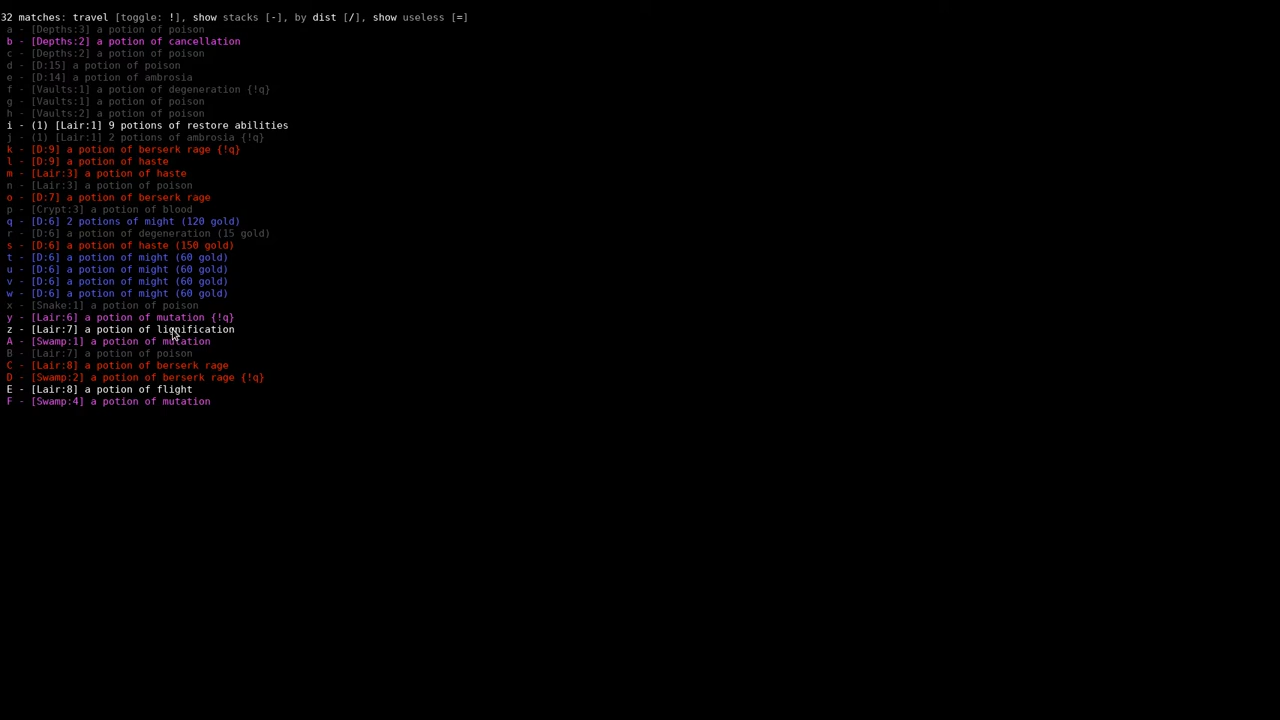 32 matches: travel [toggle: !], show stacks [-], by dist [/], show useless [=]
a - [Depths:3] a potion of poison
b - [Depths:2] a potion of cancellation
c - [Depths:2] a potion of poison
d - [D:15] a potion of poison
e - [D:14] a potion of ambrosia
f - [Vaults:1] a potion of degeneration {!q}
g - [Vaults:1] a potion of poison
h - [Vaults:2] a potion of poison
i - (1) [Lair:1] 9 potions of restore abilities
j - (1) [Lair:1] 2 potions of ambrosia {!q}
k - [D:9] a potion of berserk rage {!q}
l - [D:9] a potion of haste
m - [Lair:3] a potion of haste
n - [Lair:3] a potion of poison
o - [D:7] a potion of berserk rage
p - [Crypt:3] a potion of blood
q - [D:6] 2 potions of might (120 gold)
r - [D:6] a potion of degeneration (15 gold)
s - [D:6] a potion of haste (150 gold)
t - [D:6] a potion of might (60 gold)
u - [D:6] a potion of might (60 gold)
v - [D:6] a potion of might (60 gold)
w - [D:6] a potion of might (60 gold)
x - [Snake:1] a potion of poison
y - [Lair:6] a potion of mutation {!q}
z - [Lair:7] a potion of lignification
A - [Swamp:1] a potion of mutation
B - [Lair:7] a potion of poison
C - [Lair:8] a potion of berserk rage
D - [Swamp:2] a potion of berserk rage {!q}
E - [Lair:8] a potion of flight
F - [Swamp:4] a potion of mutation